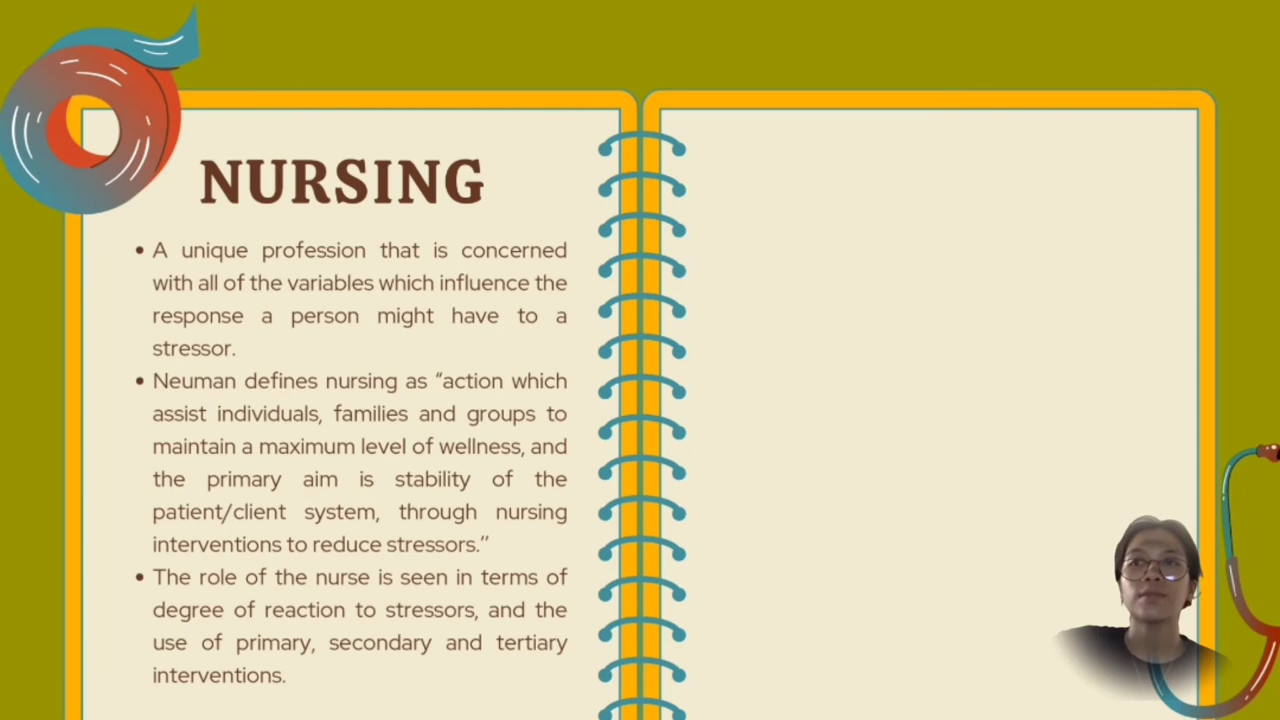 NURSING
• A unique profession that is concerned
with all of the variables which influence the
response a person might have to a
stressor.
• Neuman defines nursing as “action which
assist individuals, families and groups to
maintain a maximum level of wellness, and
the primary aim is stability of the
patient/client system, through nursing
interventions to reduce stressors.’’
• The role of the nurse is seen in terms of
degree of reaction to stressors, and the
use of primary, secondary and tertiary
interventions.